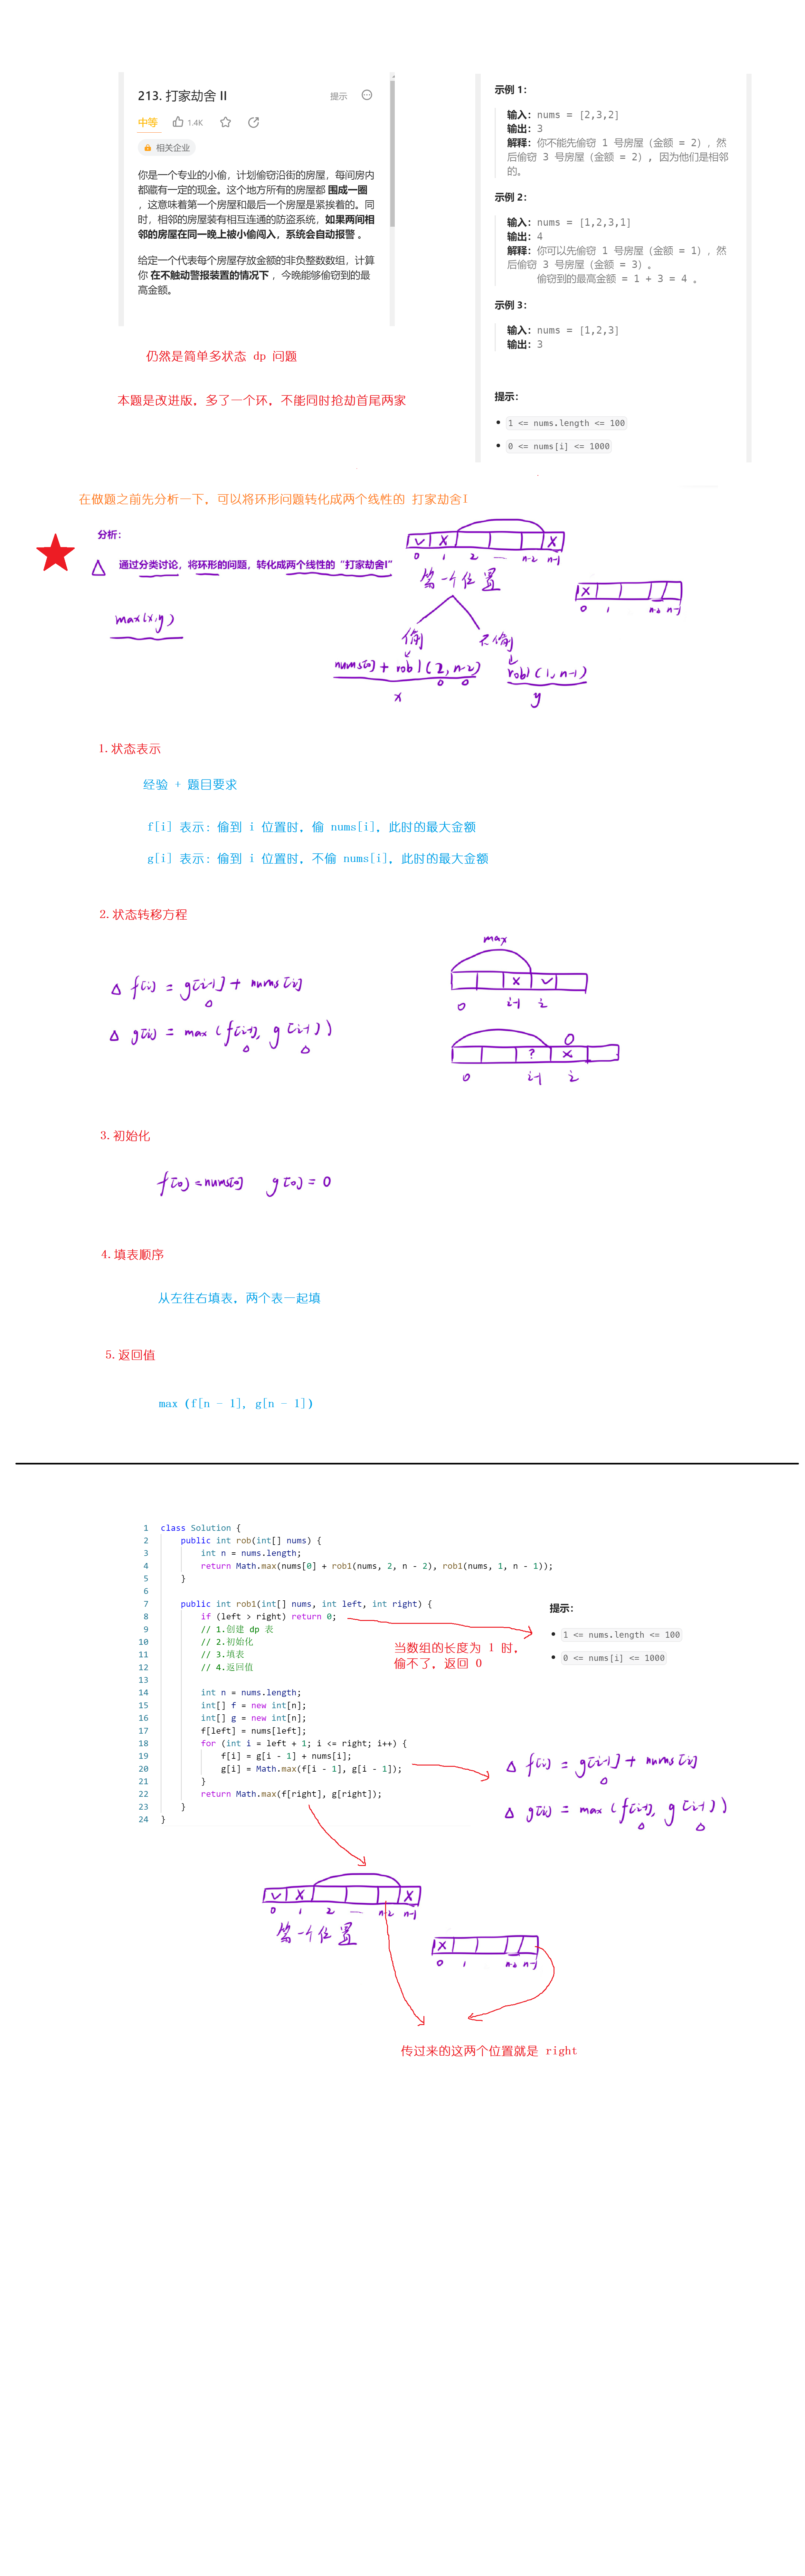 213. 打家劫舍 II
提示
中等
1.4K
相关企业
你是一个专业的小偷，计划偷窃沿街的房屋，每间房内
都藏有一定的现金。这个地方所有的房屋都 围成一圈
，这意味着第一个房屋和最后一个房屋是紧挨着的。同
时，相邻的房屋装有相互连通的防盗系统，如果两间相
邻的房屋在同一晚上被小偷闯入，系统会自动报警 。
给定一个代表每个房屋存放金额的非负整数数组，计算
你 在不触动警报装置的情况下 ，今晚能够偷窃到的最
高金额。
示例 1：
输入：nums = [2,3,2]
输出：3
解释：你不能先偷窃 1 号房屋（金额 = 2），然
后偷窃 3 号房屋（金额 = 2）, 因为他们是相邻
的。
示例 2：
输入：nums = [1,2,3,1]
输出：4
解释：你可以先偷窃 1 号房屋（金额 = 1），然
后偷窃 3 号房屋（金额 = 3）。
偷窃到的最高金额 = 1 + 3 = 4 。
示例 3：
输入：nums = [1,2,3]
输出：3
提示：
1 <= nums.length <= 100
0 <= nums[i] <= 1000
仍然是简单多状态 dp 问题
本题是改进版，多了一个环，不能同时抢劫首尾两家
在做题之前先分析一下，可以将环形问题转化成两个线性的 打家劫舍I
分析：
通过分类讨论，将环形的问题，转化成两个线性的“打家劫舍I”
max(x,y)
0 1 2 — n-2 n-1
第一个位置
0 1 n-2 n-1
偷 不偷
nums[0] + rob1(2, n-2) rob1(1, n-1)
x y
1.状态表示
经验 + 题目要求
f[i] 表示：偷到 i 位置时，偷 nums[i]，此时的最大金额
g[i] 表示：偷到 i 位置时，不偷 nums[i]，此时的最大金额
2.状态转移方程
△ f[i] = g[i-1] + nums[i]
△ g[i] = max(f[i-1], g[i-1])
max
0 i-1 i
?
0 i-1 i
3.初始化
f[0]=nums[0] g[0]=0
4.填表顺序
从左往右填表，两个表一起填
5.返回值
max (f[n - 1], g[n - 1])
1 class Solution {
2 public int rob(int[] nums) {
3 int n = nums.length;
4 return Math.max(nums[0] + rob1(nums, 2, n - 2), rob1(nums, 1, n - 1));
5 }
6
7 public int rob1(int[] nums, int left, int right) {
8 if (left > right) return 0;
9 // 1.创建 dp 表
10 // 2.初始化
11 // 3.填表
12 // 4.返回值
13
14 int n = nums.length;
15 int[] f = new int[n];
16 int[] g = new int[n];
17 f[left] = nums[left];
18 for (int i = left + 1; i <= right; i++) {
19 f[i] = g[i - 1] + nums[i];
20 g[i] = Math.max(f[i - 1], g[i - 1]);
21 }
22 return Math.max(f[right], g[right]);
23 }
24 }
当数组的长度为 1 时，
偷不了，返回 0
提示：
1 <= nums.length <= 100
0 <= nums[i] <= 1000
△ f[i] = g[i-1] + nums[i]
△ g[i] = max(f[i-1], g[i-1])
0 1 2 — n-2 n-1
第一个位置
0 1 n-2 n-1
传过来的这两个位置就是 right